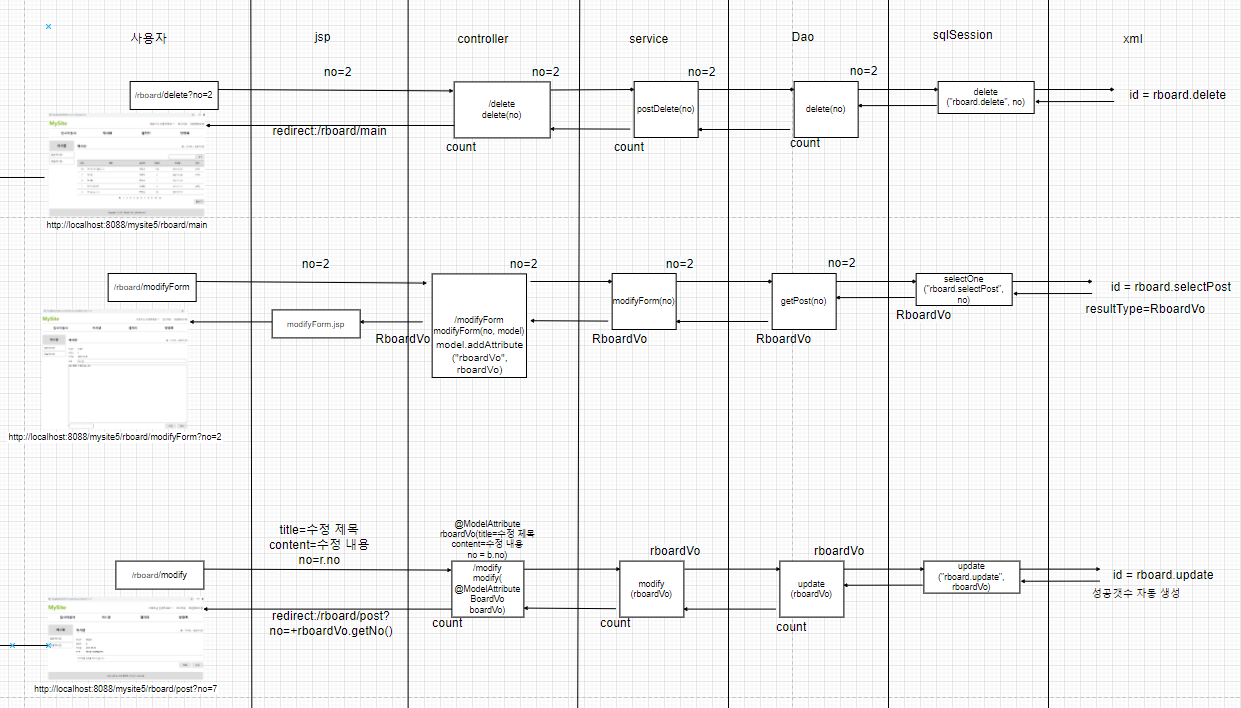 사용자
jsp
controller
service
Dao
sqlSession
xml
no=2
no=2
no=2
no=2
/rboard/delete?no=2
/delete
delete(no)
postDelete(no)
delete(no)
delete
("rboard.delete", no)
id = rboard.delete
redirect:/rboard/main
count
count
count
MySite
http://localhost:8088/mysite5/rboard/main
no=2
no=2
no=2
no=2
/rboard/modifyForm
/modifyForm
modifyForm(no, model)
model.addAttribute
("rboardVo",
rboardVo)
modifyForm(no)
getPost(no)
selectOne
("rboard.selectPost",
no)
id = rboard.selectPost
resultType=RboardVo
modifyForm.jsp
RboardVo
RboardVo
RboardVo
RboardVo
MySite
http://localhost:8088/mysite5/rboard/modifyForm?no=2
title=수정 제목
content=수정 내용
no=r.no
@ModelAttribute
rboardVo(title=수정 제목
content=수정 내용
no = b.no)
rboardVo
rboardVo
/rboard/modify
/modify
modify(
@ModelAttribute
BoardVo
boardVo)
modify
(rboardVo)
update
(rboardVo)
update
("rboard.update",
rboardVo)
id = rboard.update
성공갯수 자동 생성
redirect:/rboard/post?
no=+rboardVo.getNo()
count
count
count
MySite
http://localhost:8088/mysite5/rboard/post?no=7